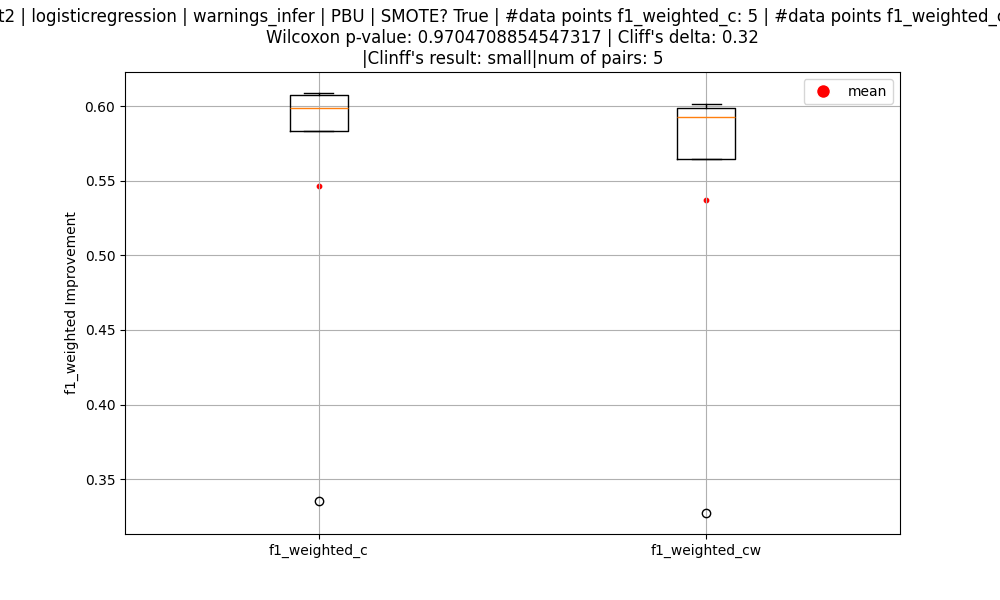 | logisticregression | warnings_infer | PBU | SMOTE? True | #data points f1_weighted_c: 5 | #data points
Wilcoxon p-value: 0.9704708854547317 | Cliff's delta: 0.32
|Clinff's result: small|num of pairs: 5
mean
0.60
0.55
0.50
0.45
0.40
0.35
f1_weighted Improvement
f1_weighted_c
f1_weighted_cw